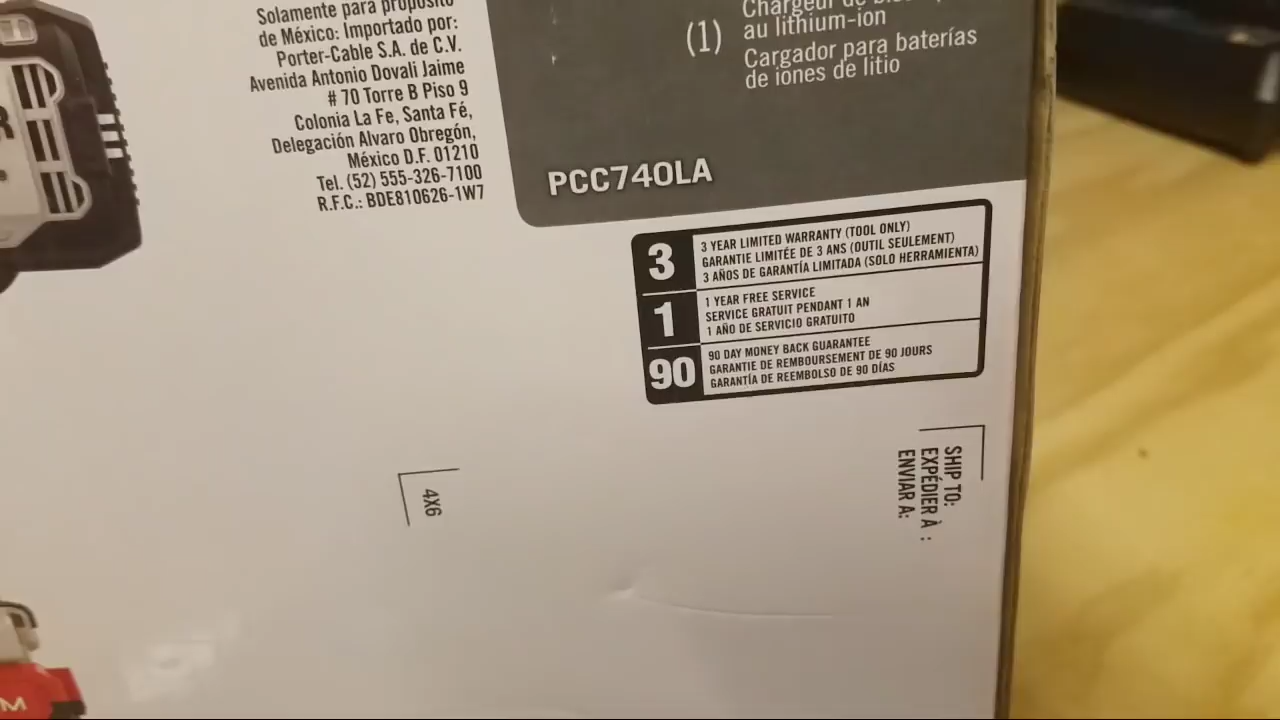 Solamente para propósito
de México: Importado por:
Porter-Cable S.A. de C.V.
Avenida Antonio Dovali Jaime
# 70 Torre B Piso 9
Colonia La Fe, Santa Fé,
Delegación Alvaro Obregón,
México D.F. 01210
Tel. (52) 555-326-7100
R.F.C.: BDE810626-1W7
Chargeur de
(1) au lithium-ion
Cargador para baterías
de iones de litio
PCC740LA
3 3 YEAR LIMITED WARRANTY (TOOL ONLY)
GARANTIE LIMITÉE DE 3 ANS (OUTIL SEULEMENT)
3 AÑOS DE GARANTÍA LIMITADA (SOLO HERRAMIENTA)
1 1 YEAR FREE SERVICE
SERVICE GRATUIT PENDANT 1 AN
1 AÑO DE SERVICIO GRATUITO
90 90 DAY MONEY BACK GUARANTEE
GARANTIE DE REMBOURSEMENT DE 90 JOURS
GARANTÍA DE REEMBOLSO DE 90 DÍAS
SHIP TO:
EXPÉDIER À :
ENVIAR A:
4X6
R
M